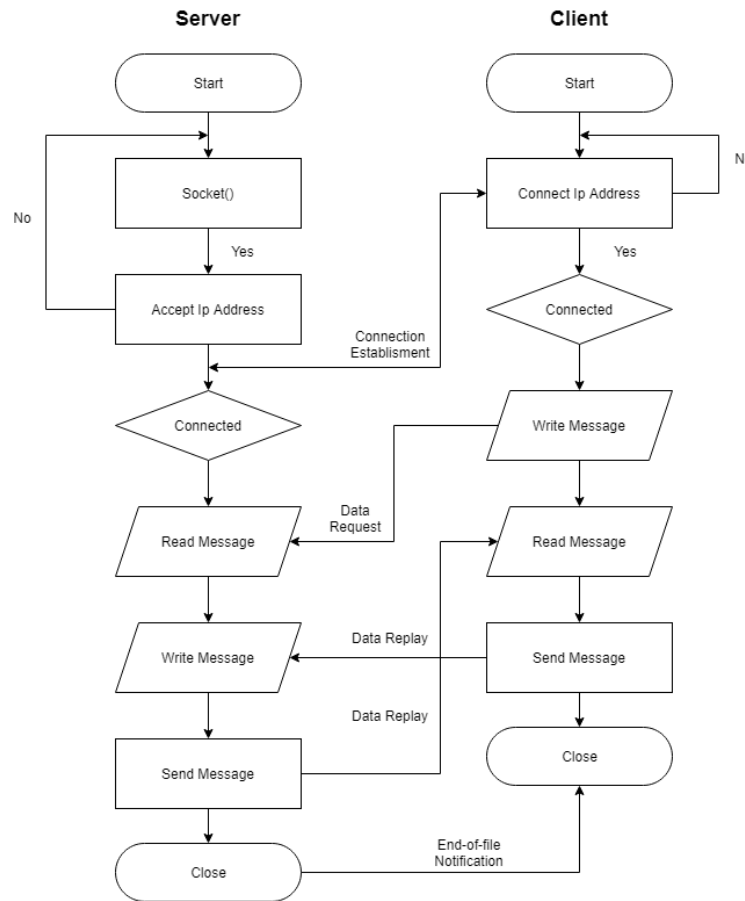 Server
Client
Start
Start
Socket()
Connect Ip Address
N
No
Yes
Yes
Accept Ip Address
Connected
Connection
Establisment
Connected
Write Message
Data
Request
Read Message
Read Message
Write Message
Data Replay
Send Message
Data Replay
Send Message
Close
End-of-file
Notification
Close